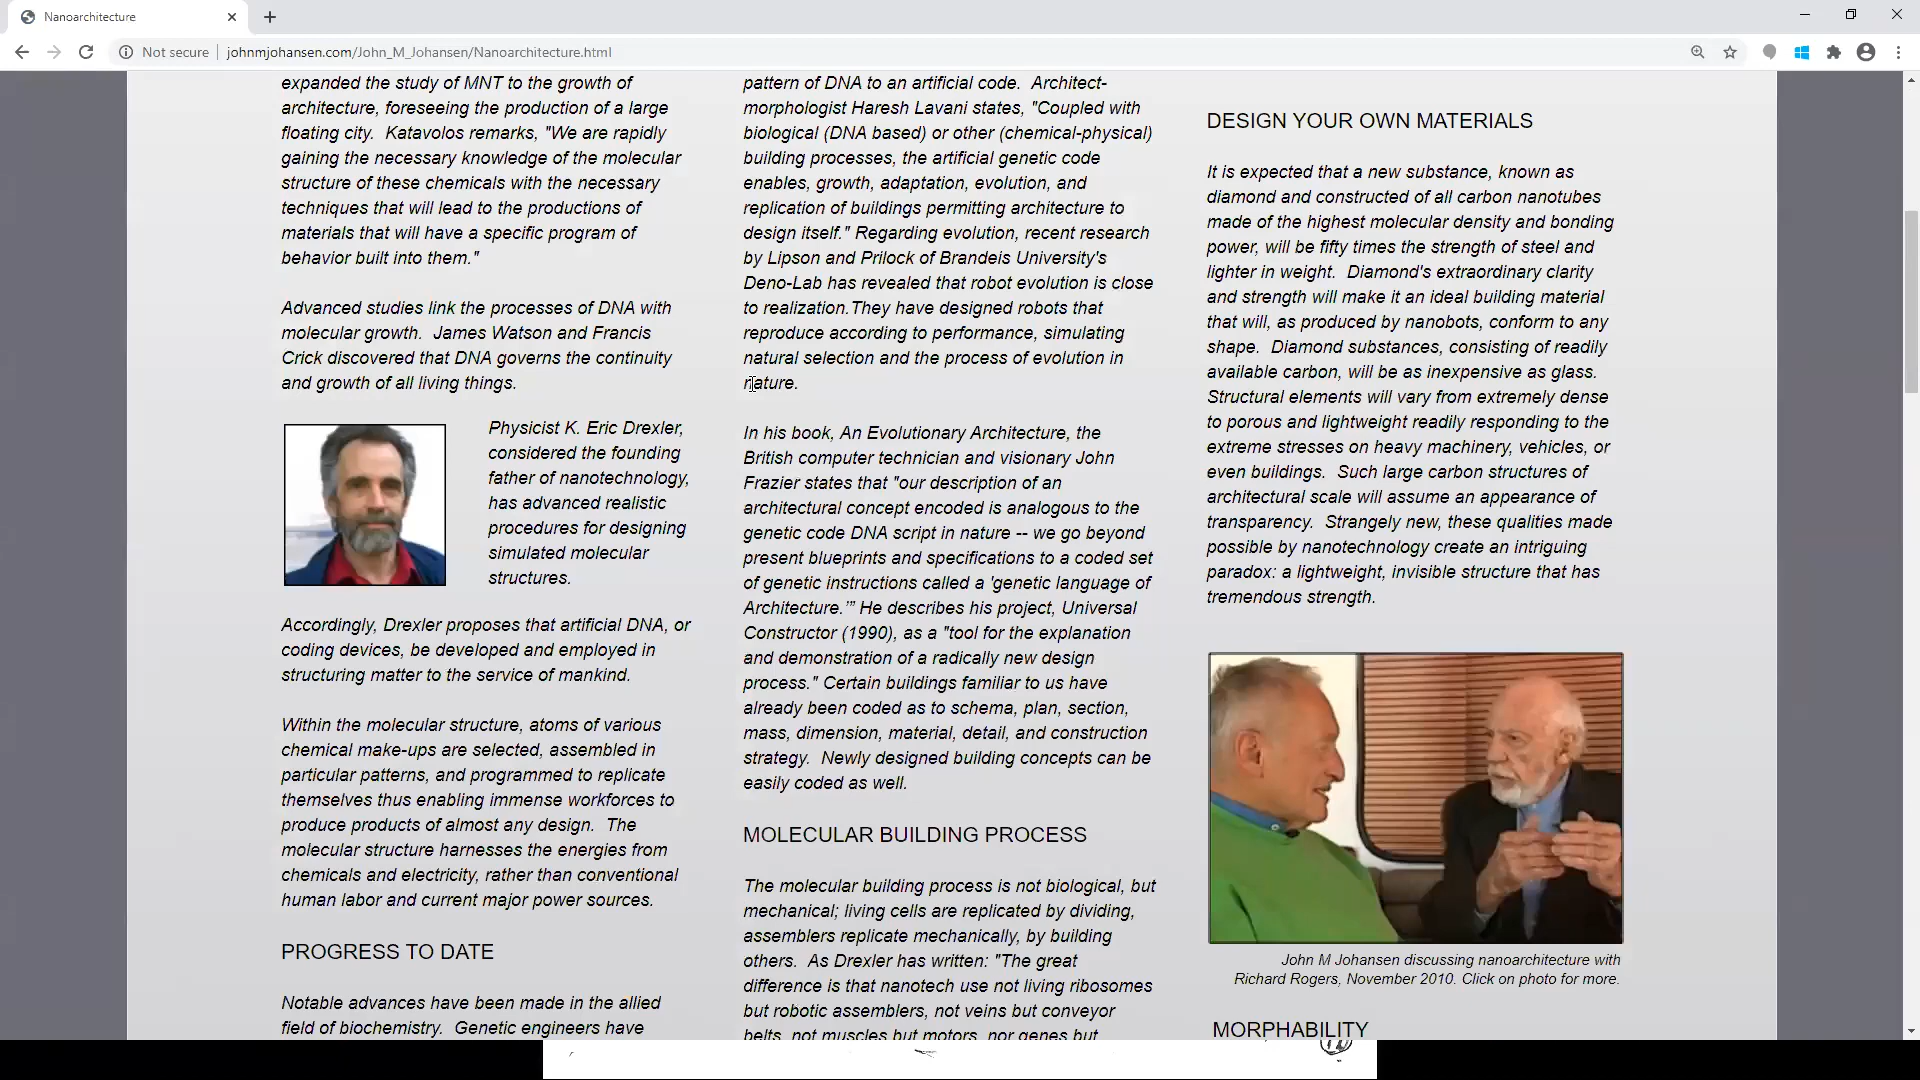 Nanoarchitecture
Not secure
johnmjohansen.com/John_M_Johansen/Nanoarchitecture.html
expanded the study of MNT to the growth of
architecture, foreseeing the production of a large
floating city. Katavolos remarks, "We are rapidly
gaining the necessary knowledge of the molecular
structure of these chemicals with the necessary
techniques that will lead to the productions of
materials that will have a specific program of
behavior built into them."
Advanced studies link the processes of DNA with
molecular growth. James Watson and Francis
Crick discovered that DNA governs the continuity
and growth of all living things.
Physicist K. Eric Drexler,
considered the founding
father of nanotechnology,
has advanced realistic
procedures for designing
simulated molecular
structures.
Accordingly, Drexler proposes that artificial DNA, or
coding devices, be developed and employed in
structuring matter to the service of mankind.
Within the molecular structure, atoms of various
chemical make-ups are selected, assembled in
particular patterns, and programmed to replicate
themselves thus enabling immense workforces to
produce products of almost any design. The
molecular structure harnesses the energies from
chemicals and electricity, rather than conventional
human labor and current major power sources.
PROGRESS TO DATE
Notable advances have been made in the allied
field of biochemistry. Genetic engineers have
pattern of DNA to an artificial code. Architect-
morphologist Haresh Lavani states, "Coupled with
biological (DNA based) or other (chemical-physical)
building processes, the artificial genetic code
enables, growth, adaptation, evolution, and
replication of buildings permitting architecture to
design itself." Regarding evolution, recent research
by Lipson and Prilock of Brandeis University's
Deno-Lab has revealed that robot evolution is close
to realization.They have designed robots that
reproduce according to performance, simulating
natural selection and the process of evolution in
nature.
In his book, An Evolutionary Architecture, the
British computer technician and visionary John
Frazier states that "our description of an
architectural concept encoded is analogous to the
genetic code DNA script in nature -- we go beyond
present blueprints and specifications to a coded set
of genetic instructions called a 'genetic language of
Architecture.'" He describes his project, Universal
Constructor (1990), as a "tool for the explanation
and demonstration of a radically new design
process." Certain buildings familiar to us have
already been coded as to schema, plan, section,
mass, dimension, material, detail, and construction
strategy. Newly designed building concepts can be
easily coded as well.
MOLECULAR BUILDING PROCESS
The molecular building process is not biological, but
mechanical; living cells are replicated by dividing,
assemblers replicate mechanically, by building
others. As Drexler has written: "The great
difference is that nanotech use not living ribosomes
but robotic assemblers, not veins but conveyor
belts, not muscles but motors, nor genes but
DESIGN YOUR OWN MATERIALS
It is expected that a new substance, known as
diamond and constructed of all carbon nanotubes
made of the highest molecular density and bonding
power, will be fifty times the strength of steel and
lighter in weight. Diamond's extraordinary clarity
and strength will make it an ideal building material
that will, as produced by nanobots, conform to any
shape. Diamond substances, consisting of readily
available carbon, will be as inexpensive as glass.
Structural elements will vary from extremely dense
to porous and lightweight readily responding to the
extreme stresses on heavy machinery, vehicles, or
even buildings. Such large carbon structures of
architectural scale will assume an appearance of
transparency. Strangely new, these qualities made
possible by nanotechnology create an intriguing
paradox: a lightweight, invisible structure that has
tremendous strength.
John M Johansen discussing nanoarchitecture with
Richard Rogers, November 2010. Click on photo for more.
MORPHABILITY